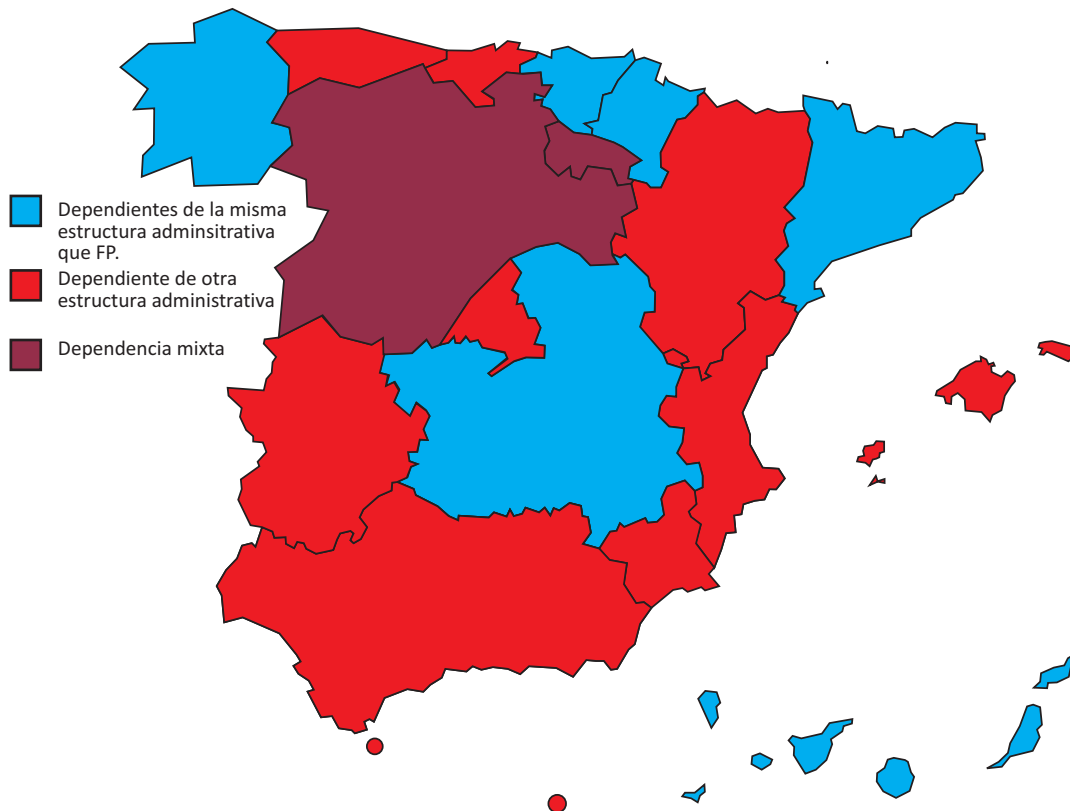 Dependientes de la misma
estructura adminsitrativa
que FP.
Dependiente de otra
estructura administrativa
Dependencia mixta